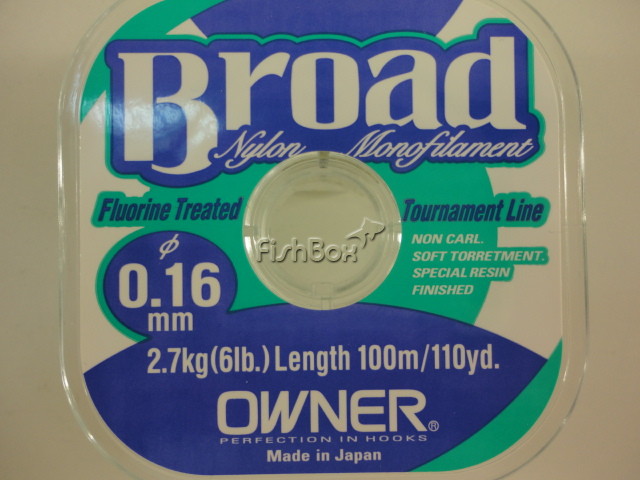 Broad
Nylon Monofilament
Fluorine Treated
Tournament Line
FishBox
NON CARL.
SOFT TORRETMENT.
SPECIAL RESIN
FINISHED
φ
0.16
mm
2.7kg(6lb.) Length 100m/110yd.
OWNER®
PERFECTION IN HOOKS
Made in Japan